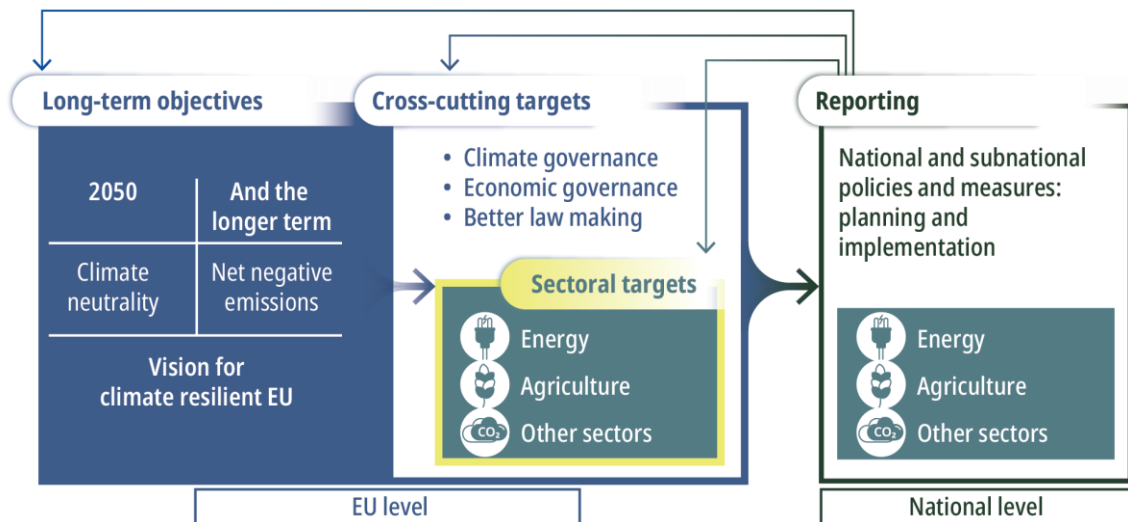 Long-term objectives
2050
And the
longer term
Climate
neutrality
Net negative
emissions
Vision for
climate resilient EU
Cross-cutting targets
• Climate governance
• Economic governance
• Better law making
Sectoral targets
Energy
Agriculture
CO₂
Other sectors
EU level
Reporting
National and subnational
policies and measures:
planning and
implementation
Energy
Agriculture
CO₂
Other sectors
National level